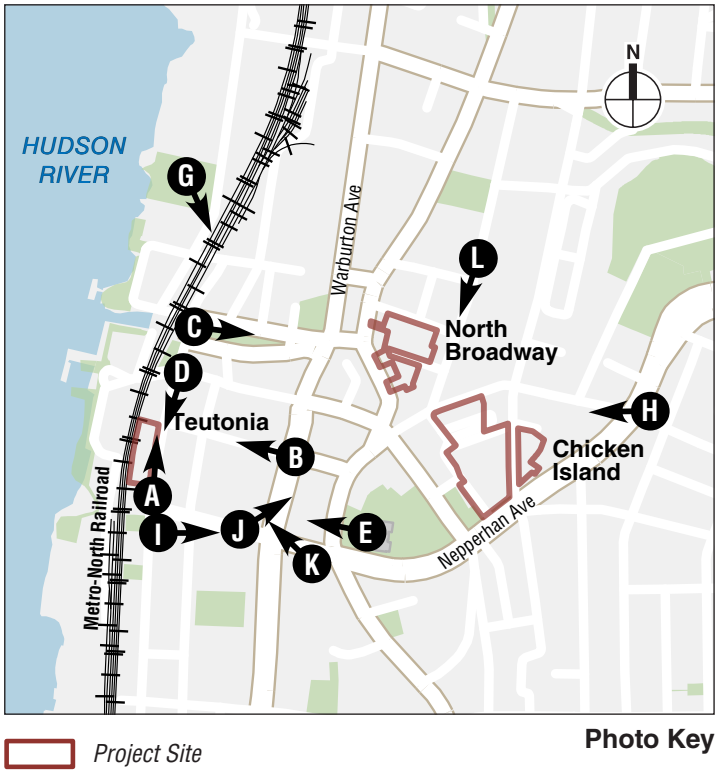 N
HUDSON
RIVER
G
Warburton Ave
L
C
North
Broadway
D
Teutonia
H
B
Chicken
Island
A
Metro-North Railroad
I
J
E
Nepperhan Ave
K
Photo Key
Project Site